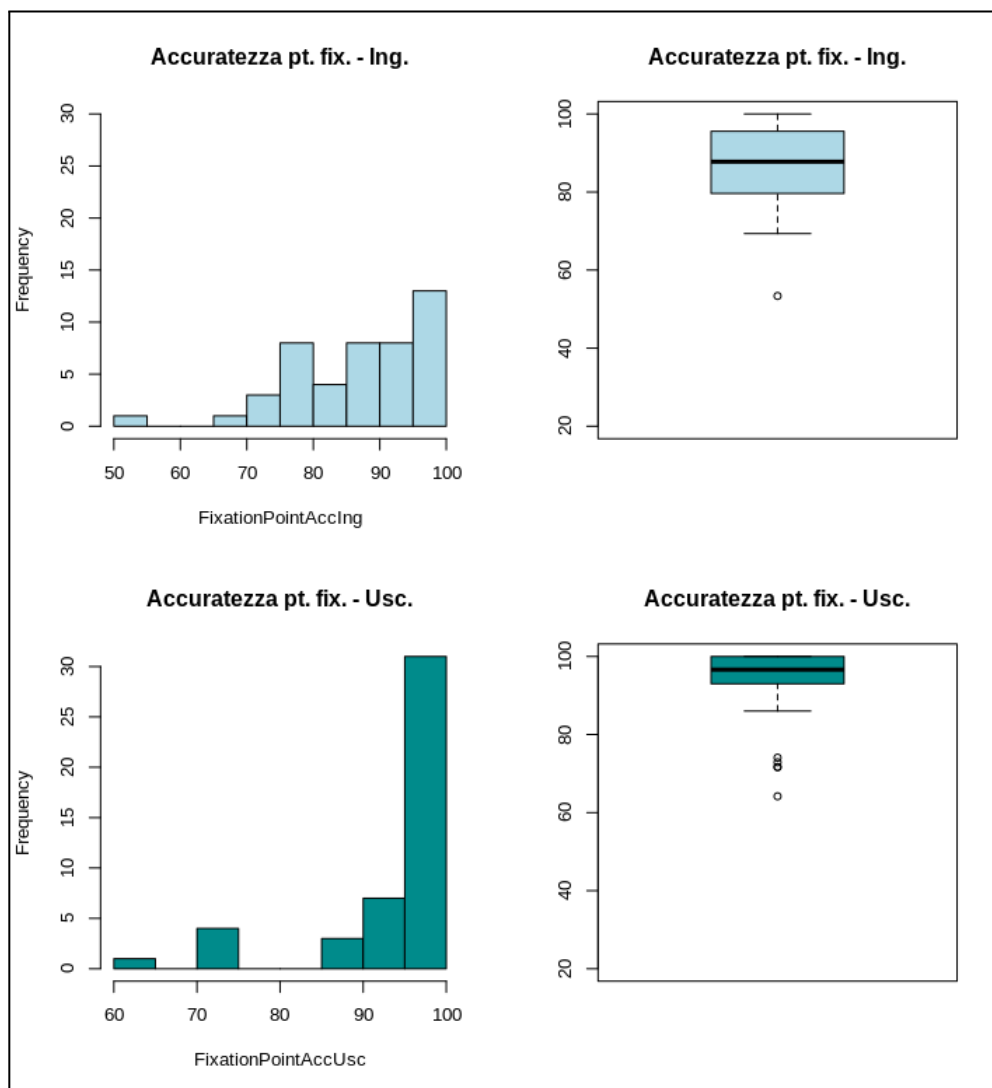 Accuratezza pt. fix. - Ing.
Frequency
30
25
20
15
10
5
0
50 60 70 80 90 100
FixationPointAccIng
Accuratezza pt. fix. - Ing.
100
80
60
40
20
Accuratezza pt. fix. - Usc.
Frequency
30
25
20
15
10
5
0
60 70 80 90 100
FixationPointAccUsc
Accuratezza pt. fix. - Usc.
100
80
60
40
20